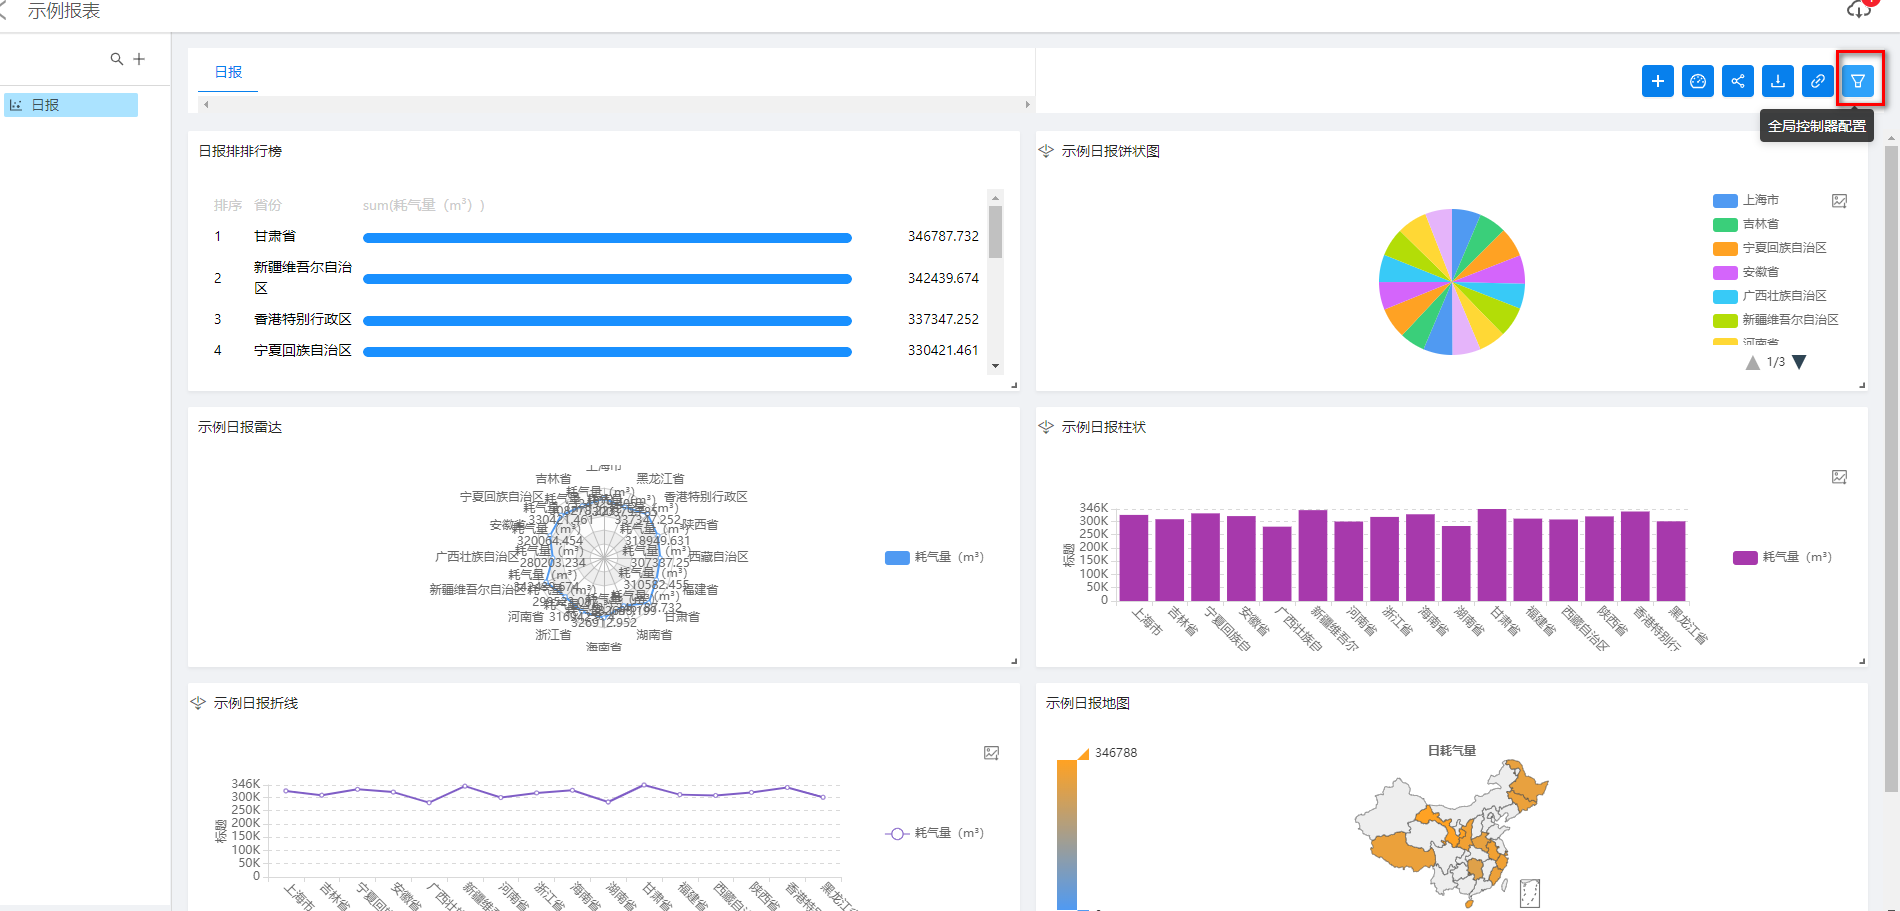 示例报表
日报
日报
全局控制器配置
日报排排行榜
排序 省份 sum(耗气量（m³）)
1 甘肃省 346787.732
2 新疆维吾尔自治区 342439.674
3 香港特别行政区 337347.252
4 宁夏回族自治区 330421.461
示例日报饼状图
上海市
吉林省
宁夏回族自治区
安徽省
广西壮族自治区
新疆维吾尔自治区
河南省
1/3
示例日报雷达
上海市
吉林省
黑龙江省
宁夏回族自治区
香港特别行政区
耗气量（m³）
330421.461
337347.252
安徽省
陕西省
320064.454
318949.631
广西壮族自治区
西藏自治区
280203.234
307387.25
新疆维吾尔自治区
福建省
310582.455
河南省
甘肃省
326912.952
浙江省
湖南省
海南省
耗气量（m³）
示例日报柱状
346K
300K
250K
200K
150K
100K
50K
0
标题
上海市
吉林省
宁夏回族自
安徽省
广西壮族自
新疆维吾尔
河南省
浙江省
海南省
湖南省
甘肃省
福建省
西藏自治区
陕西省
香港特别行
黑龙江省
耗气量（m³）
示例日报折线
346K
300K
250K
200K
150K
100K
50K
0
标题
上海市
吉林省
宁夏回
安徽省
广西壮
新疆维
河南省
浙江省
海南省
湖南省
甘肃省
福建省
西藏自
陕西省
香港特
黑龙江
耗气量（m³）
示例日报地图
346788
日耗气量